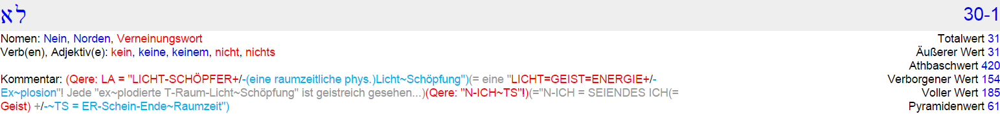 לא 30-1
Nomen: Nein, Norden, Verneinungswort Totalwert 31
Verb(en), Adjektiv(e): kein, keine, keinem, nicht, nichts Äußerer Wert 31
Athbaschwert 420
Kommentar: (Qere: LA = "LICHT-SCHÖPFER+/-(eine raumzeitliche phys.)Licht~Schöpfung")(= eine "LICHT=GEIST=ENERGIE+/- Verborgener Wert 154
Ex~plosion"! Jede "ex~plodierte T-Raum-Licht~Schöpfung" ist geistreich gesehen...)(Qere: "N-ICH~TS"!)(="N-ICH = SEIENDES ICH(= Voller Wert 185
Geist) +/-~TS = ER-Schein-Ende~Raumzeit") Pyramidenwert 61